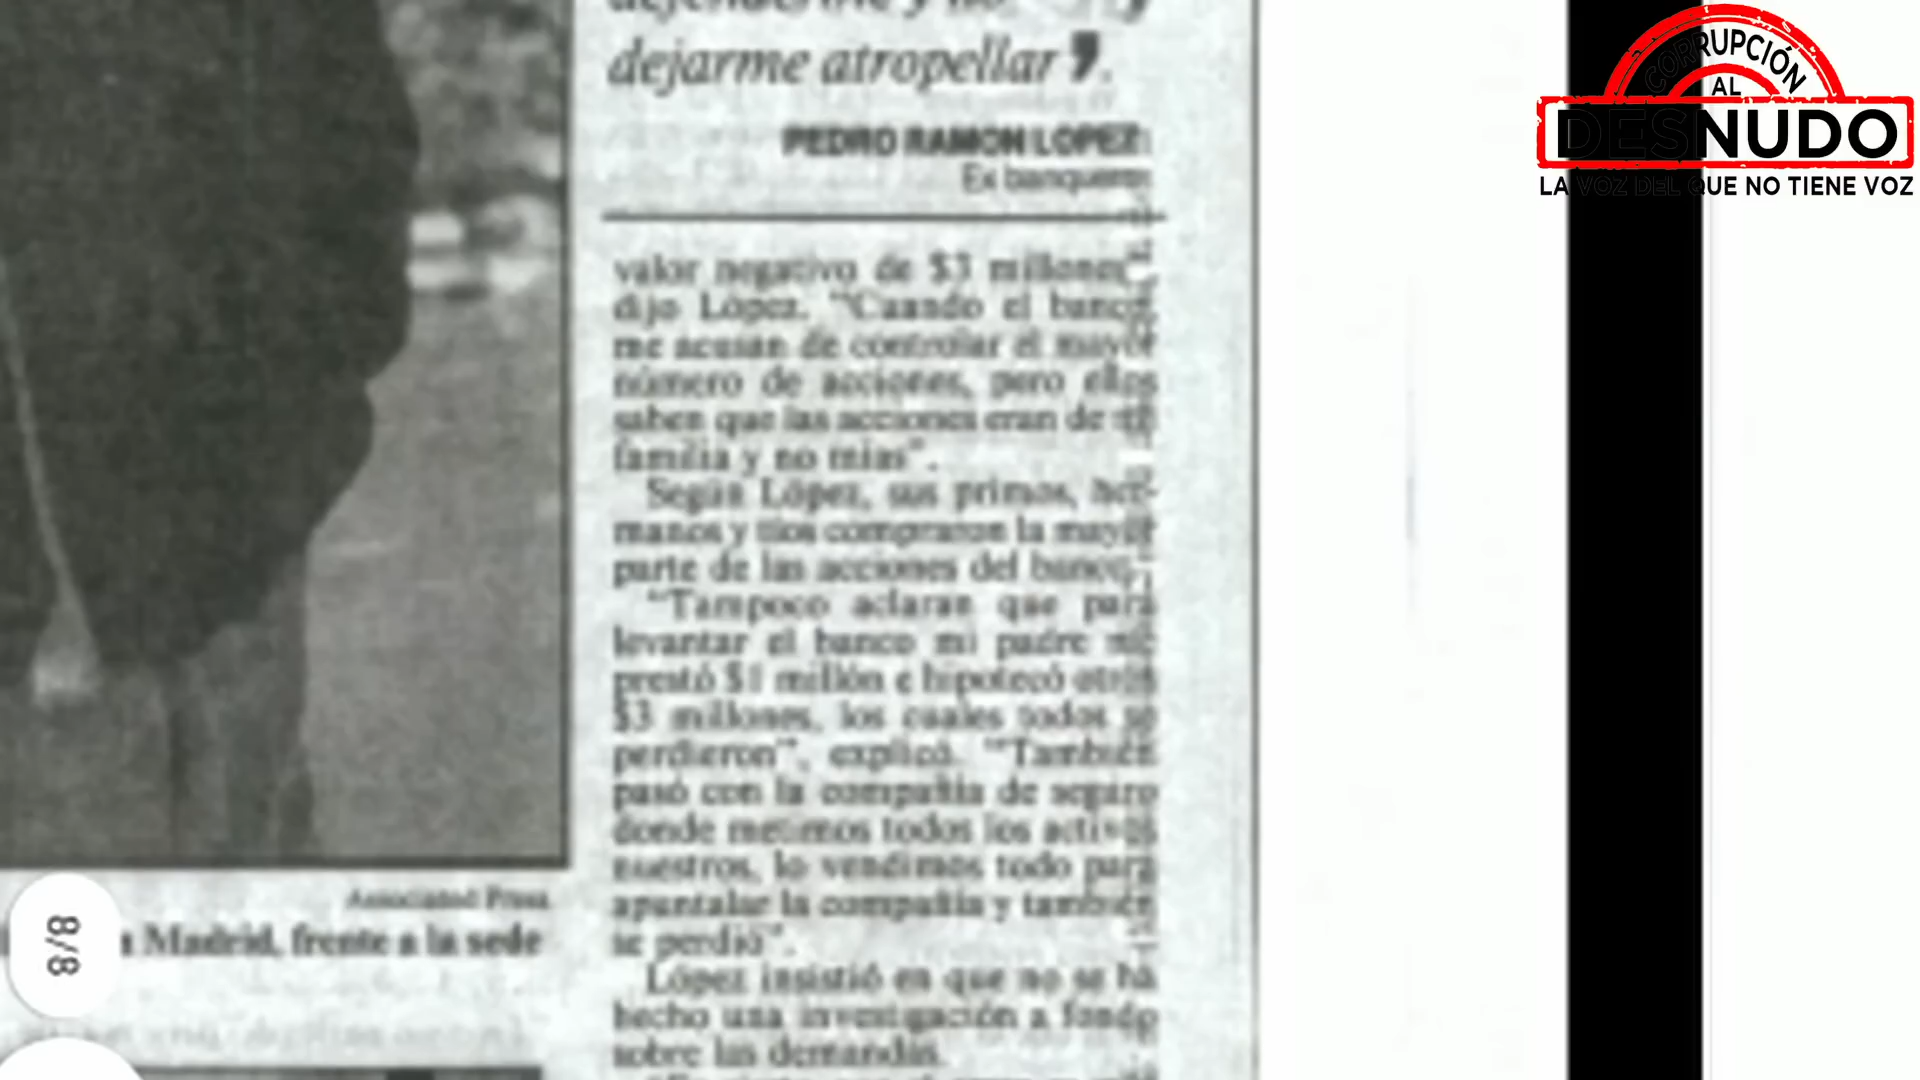 dejarme atropellar❜.
PEDRO RAMON LOPEZ
Ex banquero
valor negativo de $3 millones",
dijo López. "Cuando el banco,
me acusan de controlar el mayor
número de acciones, pero ellos
saben que las acciones eran de mi
familia y no mías".
Según López, sus primos, her-
manos y tíos compraron la mayor
parte de las acciones del banco.
"Tampoco aclaran que para
levantar el banco mi padre me
prestó $1 millón e hipotecó otros
$3 millones, los cuales todos se
perdieron", explicó. "También
pasó con la compañía de seguro
donde metimos todos los activos
nuestros, lo vendimos todo para
apuntalar la compañía y también
se perdió".
López insistió en que no se ha
hecho una investigación a fondo
sobre las demandas.
Associated Press
Madrid, frente a la sede
8/8
CORRUPCIÓN
AL
DESNUDO
LA VOZ DEL QUE NO TIENE VOZ